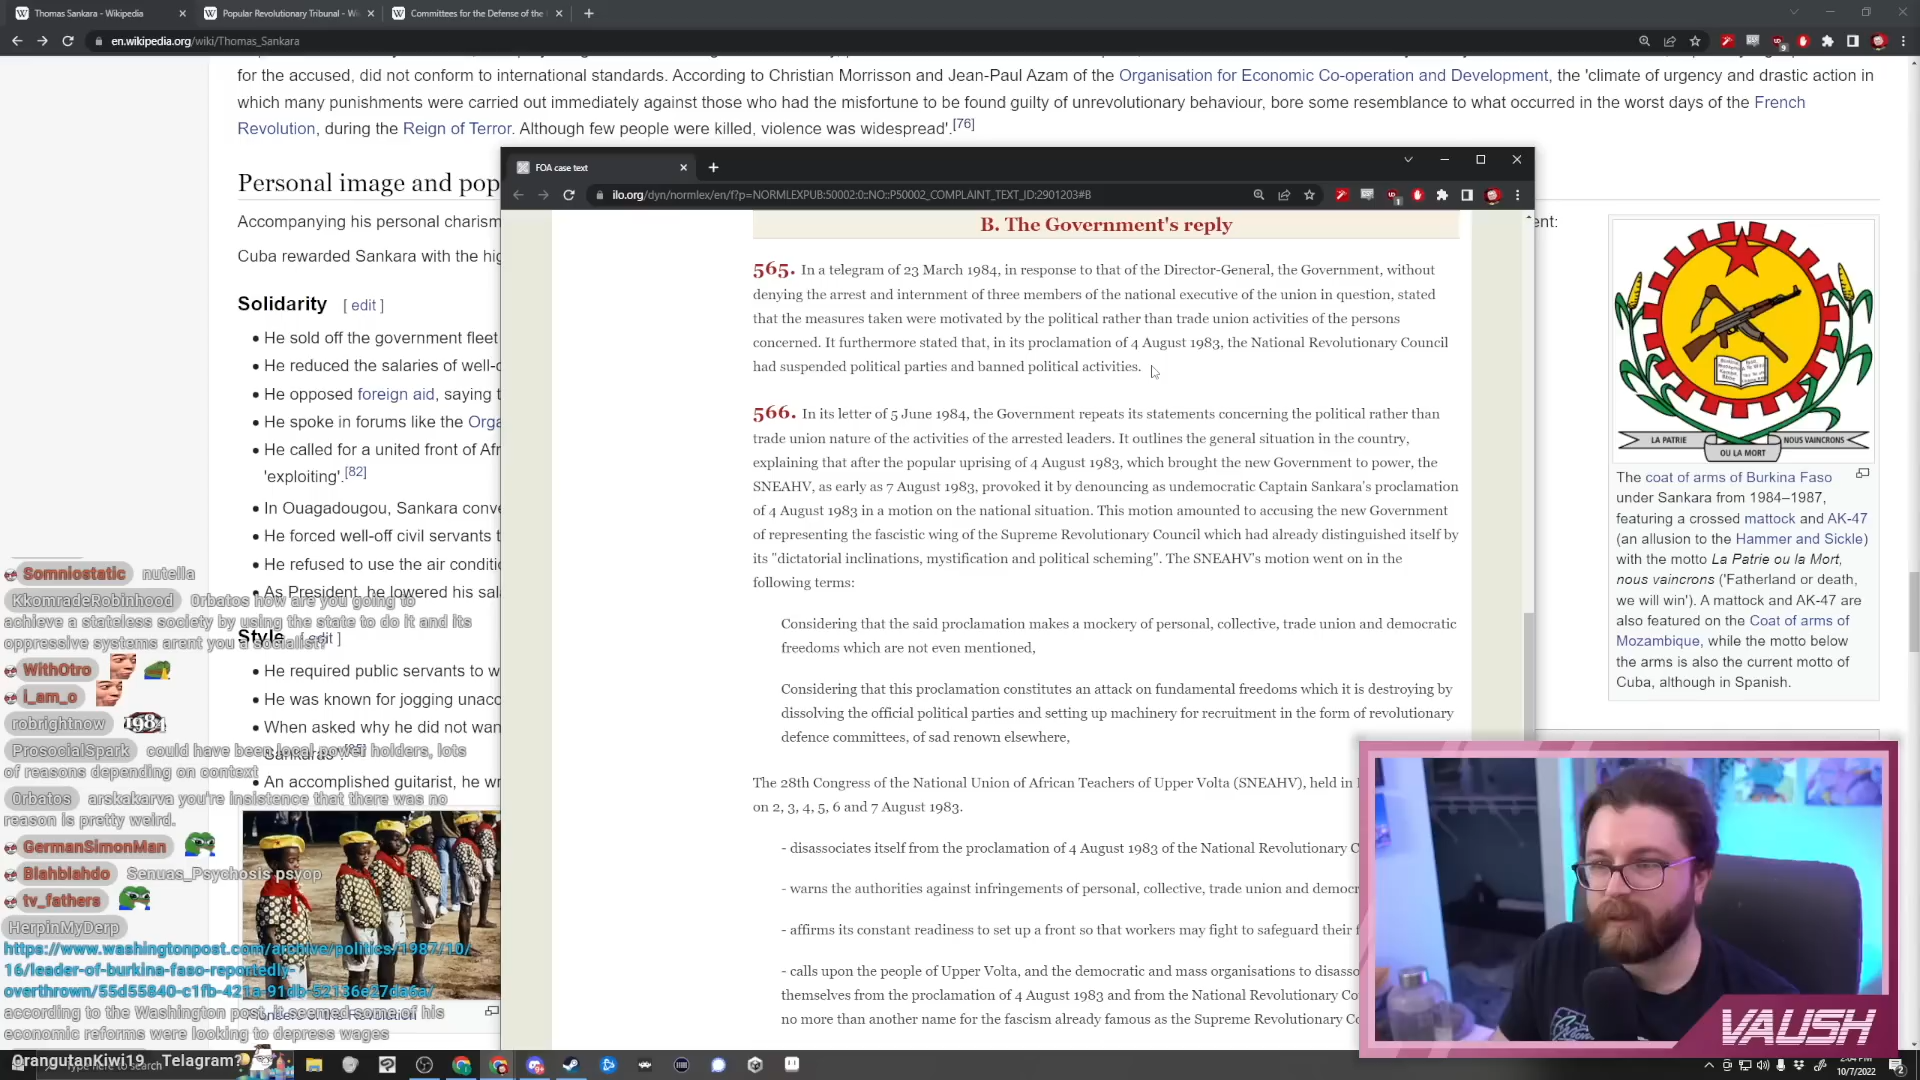 Thomas Sankara - Wikipedia
Popular Revolutionary Tribunal - Wi
Committees for the Defense of the
en.wikipedia.org/wiki/Thomas_Sankara
for the accused, did not conform to international standards. According to Christian Morrisson and Jean-Paul Azam of the Organisation for Economic Co-operation and Development, the 'climate of urgency and drastic action in
which many punishments were carried out immediately against those who had the misfortune to be found guilty of unrevolutionary behaviour, bore some resemblance to what occurred in the worst days of the French
Revolution, during the Reign of Terror. Although few people were killed, violence was widespread'.[76]
Personal image and pop
Accompanying his personal charism
ent:
Cuba rewarded Sankara with the hig
Solidarity [ edit ]
He sold off the government fleet
He reduced the salaries of well-o
He opposed foreign aid, saying t
He spoke in forums like the Orga
He called for a united front of Afr
'exploiting'.[82]
In Ouagadougou, Sankara conve
He forced well-off civil servants t
He refused to use the air conditio
As President, he lowered his sal
Style [ edit ]
He required public servants to w
He was known for jogging unacc
When asked why he did not wan
Sankaras'.[85]
An accomplished guitarist, he wr
FOA case text
ilo.org/dyn/normlex/en/f?p=NORMLEXPUB:50002:0::NO::P50002_COMPLAINT_TEXT_ID:2901203#B
B. The Government's reply
565. In a telegram of 23 March 1984, in response to that of the Director-General, the Government, without
denying the arrest and internment of three members of the national executive of the union in question, stated
that the measures taken were motivated by the political rather than trade union activities of the persons
concerned. It furthermore stated that, in its proclamation of 4 August 1983, the National Revolutionary Council
had suspended political parties and banned political activities.
566. In its letter of 5 June 1984, the Government repeats its statements concerning the political rather than
trade union nature of the activities of the arrested leaders. It outlines the general situation in the country,
explaining that after the popular uprising of 4 August 1983, which brought the new Government to power, the
SNEAHV, as early as 7 August 1983, provoked it by denouncing as undemocratic Captain Sankara's proclamation
of 4 August 1983 in a motion on the national situation. This motion amounted to accusing the new Government
of representing the fascistic wing of the Supreme Revolutionary Council which had already distinguished itself by
its "dictatorial inclinations, mystification and political scheming". The SNEAHV's motion went on in the
following terms:
Considering that the said proclamation makes a mockery of personal, collective, trade union and democratic
freedoms which are not even mentioned,
Considering that this proclamation constitutes an attack on fundamental freedoms which it is destroying by
dissolving the official political parties and setting up machinery for recruitment in the form of revolutionary
defence committees, of sad renown elsewhere,
The 28th Congress of the National Union of African Teachers of Upper Volta (SNEAHV), held in
on 2, 3, 4, 5, 6 and 7 August 1983.
- disassociates itself from the proclamation of 4 August 1983 of the National Revolutionary C
- warns the authorities against infringements of personal, collective, trade union and democr
- affirms its constant readiness to set up a front so that workers may fight to safeguard their f
- calls upon the people of Upper Volta, and the democratic and mass organisations to disasso
themselves from the proclamation of 4 August 1983 and from the National Revolutionary Co
no more than another name for the fascism already famous as the Supreme Revolutionary Co
LA PATRIE
OU LA MORT
NOUS VAINCRONS
The coat of arms of Burkina Faso
under Sankara from 1984–1987,
featuring a crossed mattock and AK-47
(an allusion to the Hammer and Sickle)
with the motto La Patrie ou la Mort,
nous vaincrons ('Fatherland or death,
we will win'). A mattock and AK-47 are
also featured on the Coat of arms of
Mozambique, while the motto below
the arms is also the current motto of
Cuba, although in Spanish.
Somniostatic nutella
KkomradeRobinhood 0rbatos how are you going to
achieve a stateless society by using the state to do it and its
oppressive systems arent you a socialist?
WithOtro
i_am_o
robrightnow 1984
ProsocialSpark could have been local power holders, lots
of reasons depending on context
0rbatos arskakarva you're insistence that there was no
reason is pretty weird.
GermanSimonMan
Blahblahdo Senuas_Psychosis psyop
tv_fathers
HerpinMyDerp
https://www.washingtonpost.com/archive/politics/1987/10/
16/leader-of-burkina-faso-reportedly-
overthrown/55d55840-c1fb-421a-91db-52136e27da6a/
according to the Washington post, it seemed some of his
economic reforms were looking to depress wages
OrangutanKiwi19 Telegram?
VAUSH
2:04 PM
10/7/2022